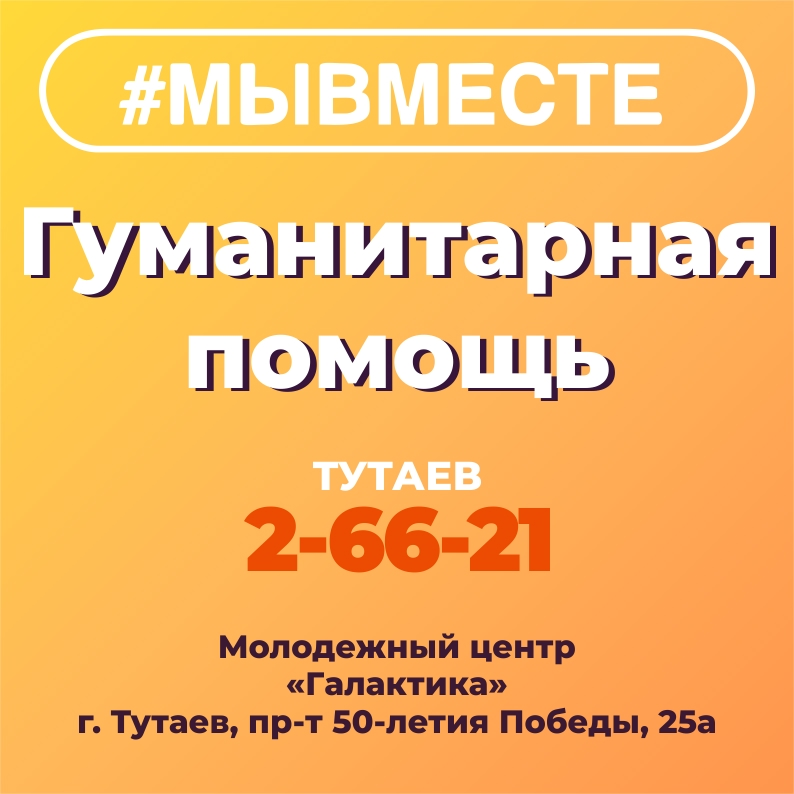 #МЫВМЕСТЕ
Гуманитарная
помощь
ТУТАЕВ
2-66-21
Молодежный центр
«Галактика»
г. Тутаев, пр-т 50-летия Победы, 25а